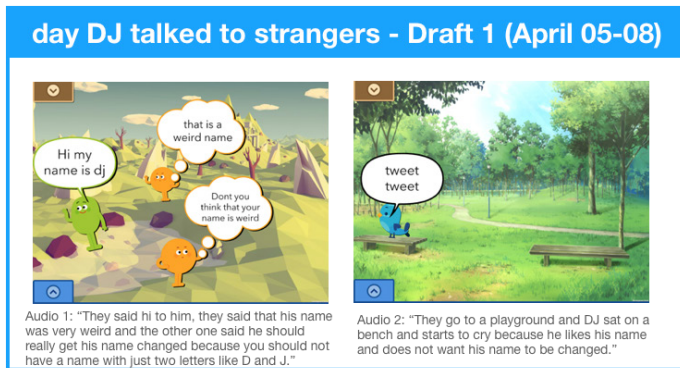 day DJ talked to strangers - Draft 1 (April 05-08)
Hi my
name is dj
that is a
weird name
Dont you
think that your
name is weird
Audio 1: “They said hi to him, they said that his name
was very weird and the other one said he should
really get his name changed because you should not
have a name with just two letters like D and J.”
tweet
tweet
Audio 2: “They go to a playground and DJ sat on a
bench and starts to cry because he likes his name
and does not want his name to be changed.”